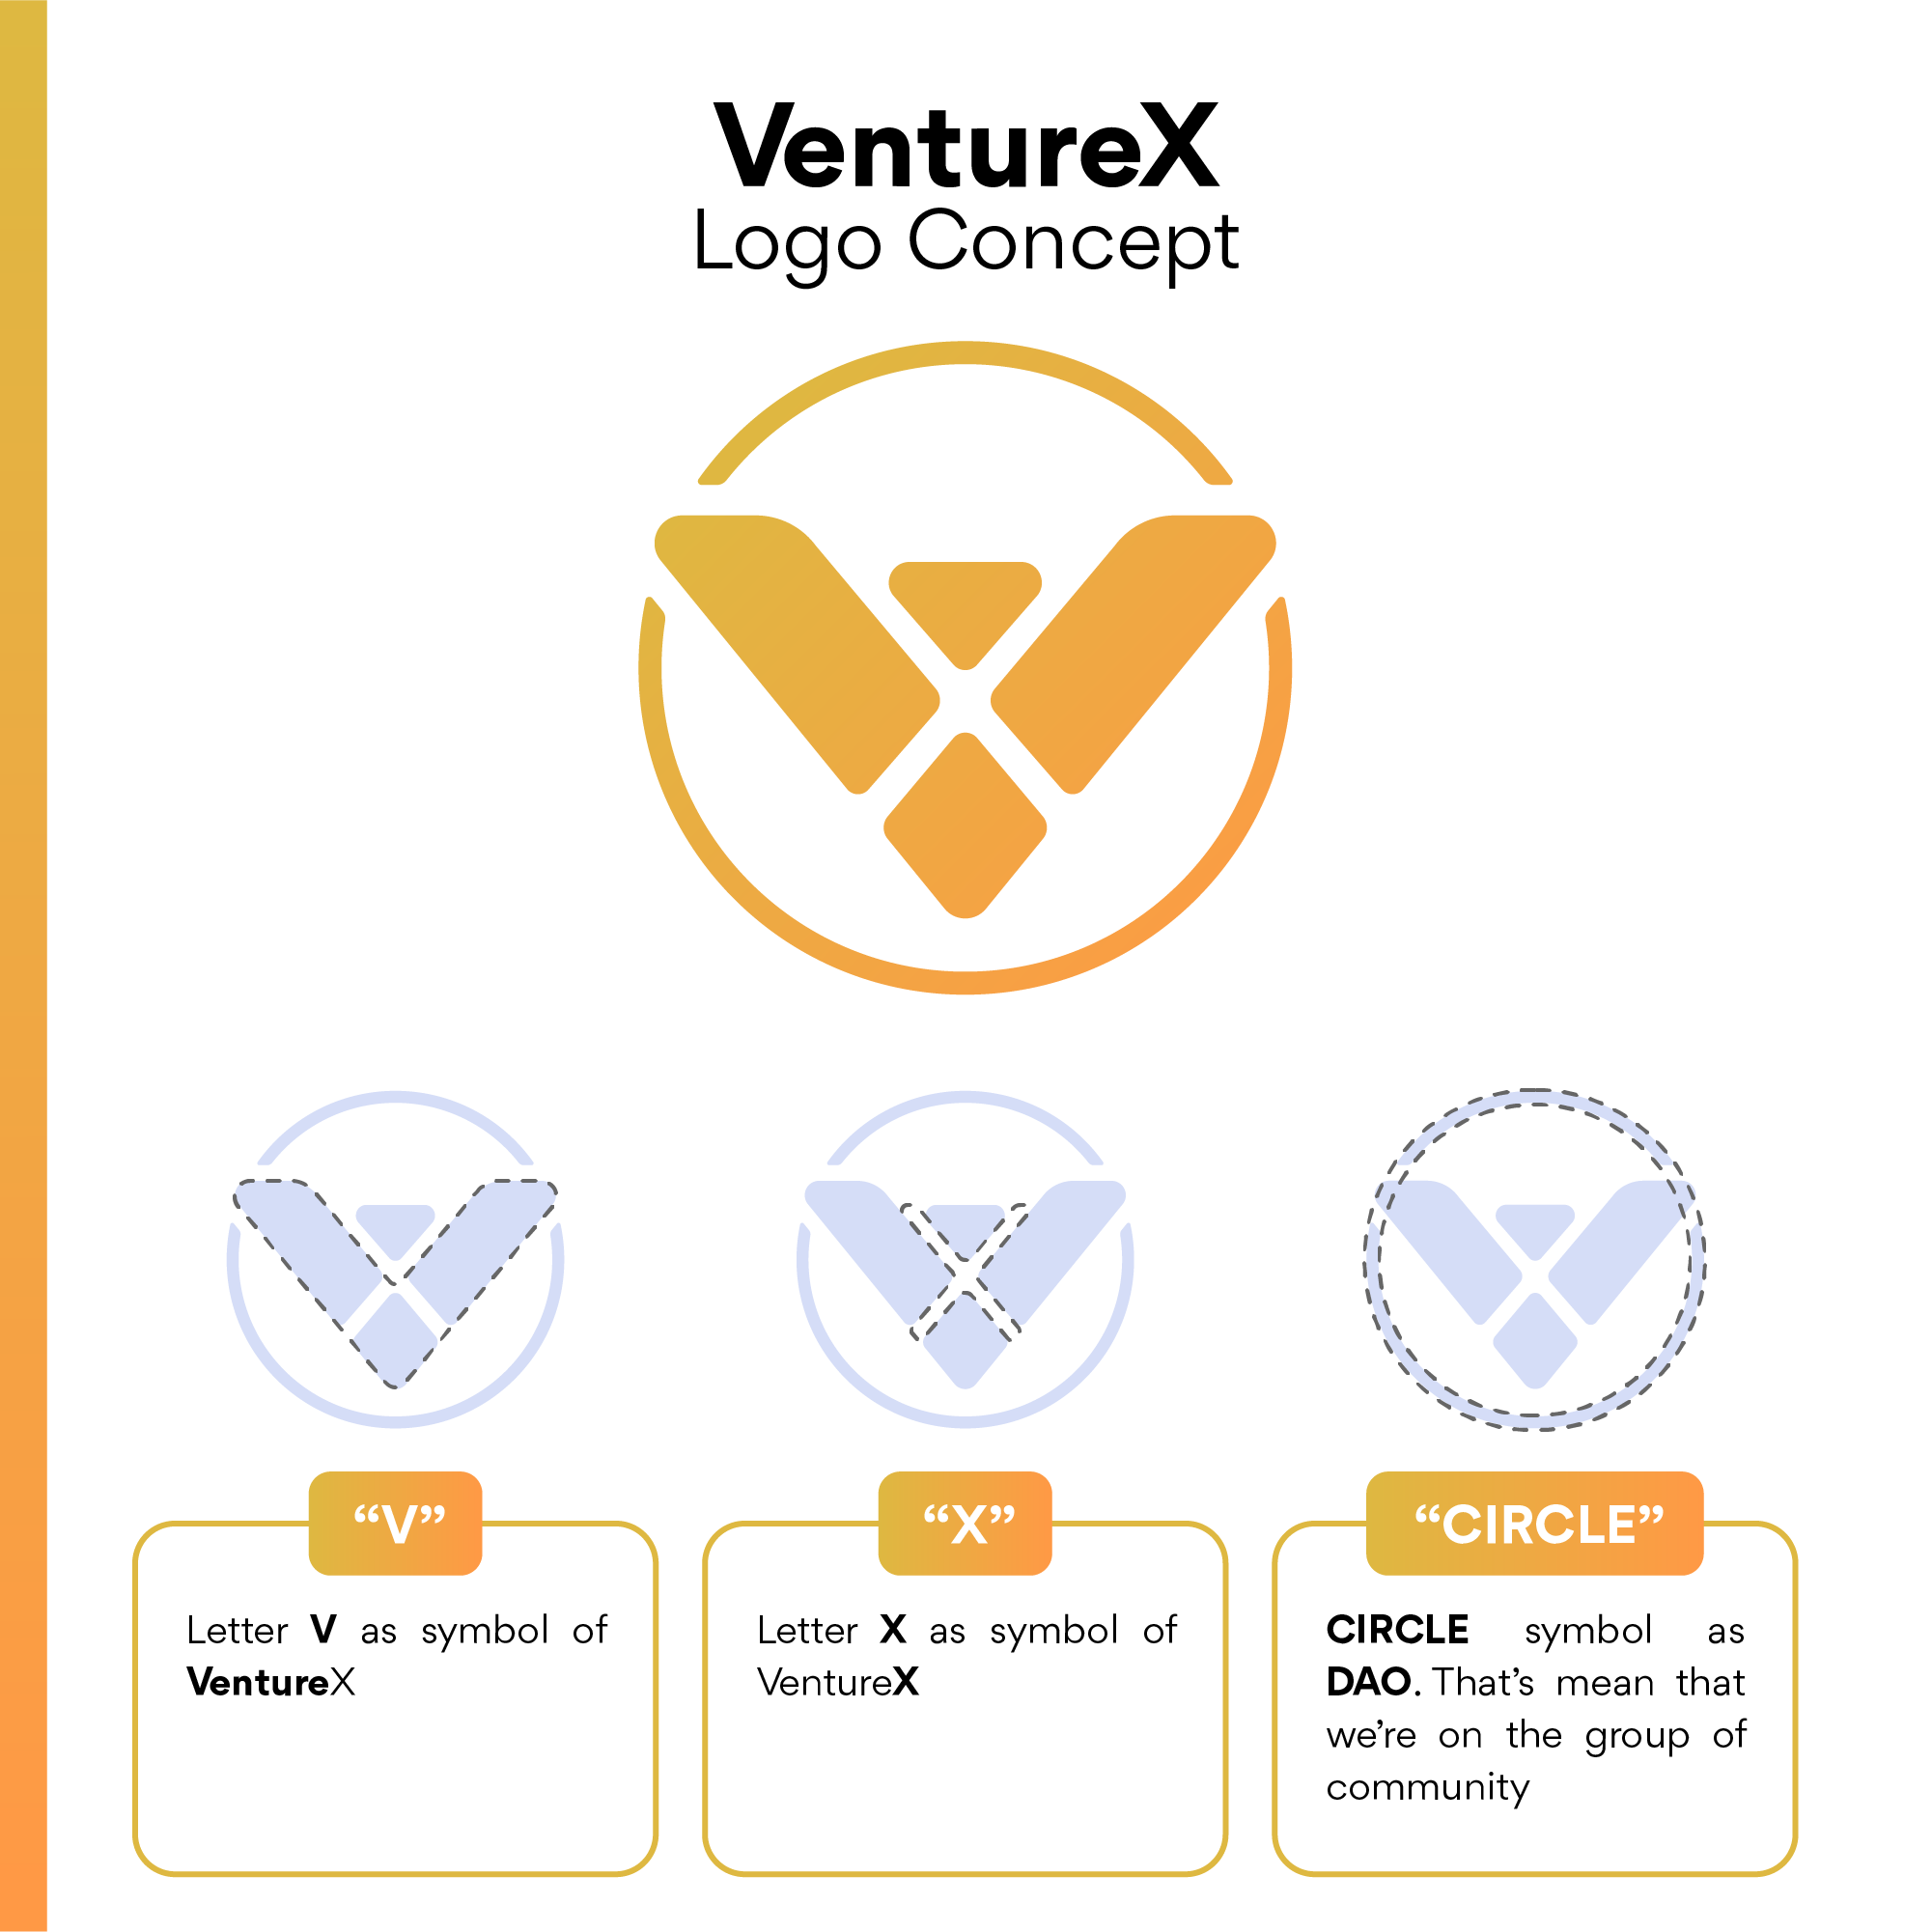 VentureX
Logo Concept
“V”
Letter V as symbol of
VentureX
“X”
Letter X as symbol of
VentureX
“CIRCLE”
CIRCLE symbol as
DAO. That’s mean that
we’re on the group of
community